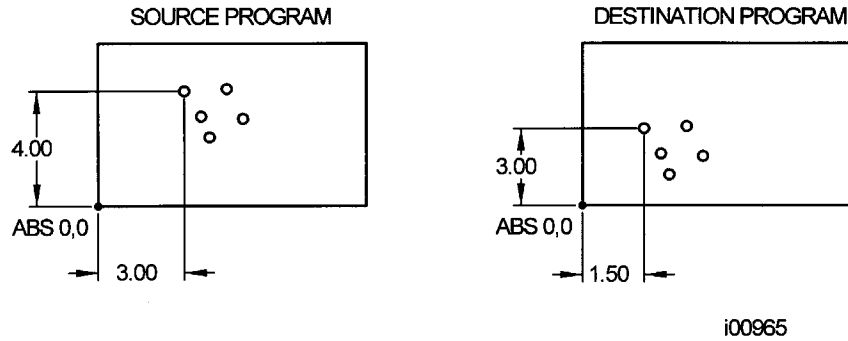 SOURCE PROGRAM
DESTINATION PROGRAM
4.00
3.00
ABS 0,0
ABS 0,0
3.00
1.50
i00965